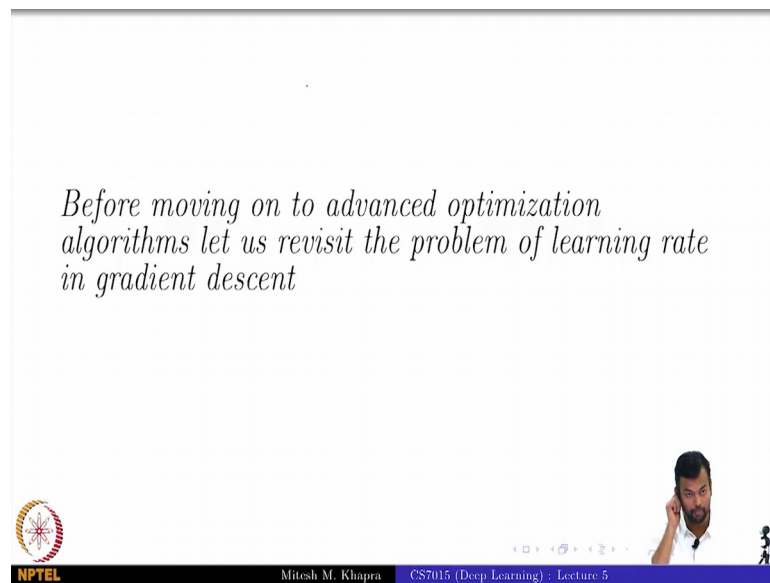 Before moving on to advanced optimization
algorithms let us revisit the problem of learning rate
in gradient descent
NPTEL
Mitesh M. Khapra
CS7015 (Deep Learning) : Lecture 5